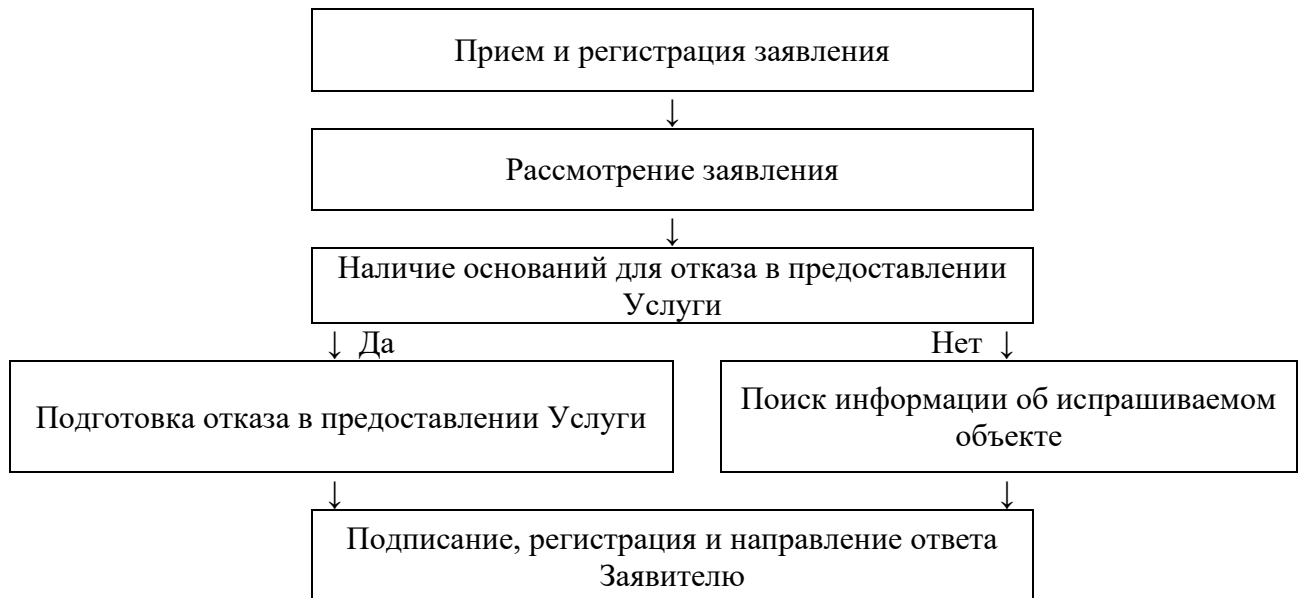 Прием и регистрация заявления
↓
Рассмотрение заявления
↓
Наличие оснований для отказа в предоставлении
Услуги
↓ Да
Нет ↓
Подготовка отказа в предоставлении Услуги
Поиск информации об испрашиваемом
объекте
↓
↓
Подписание, регистрация и направление ответа
Заявителю